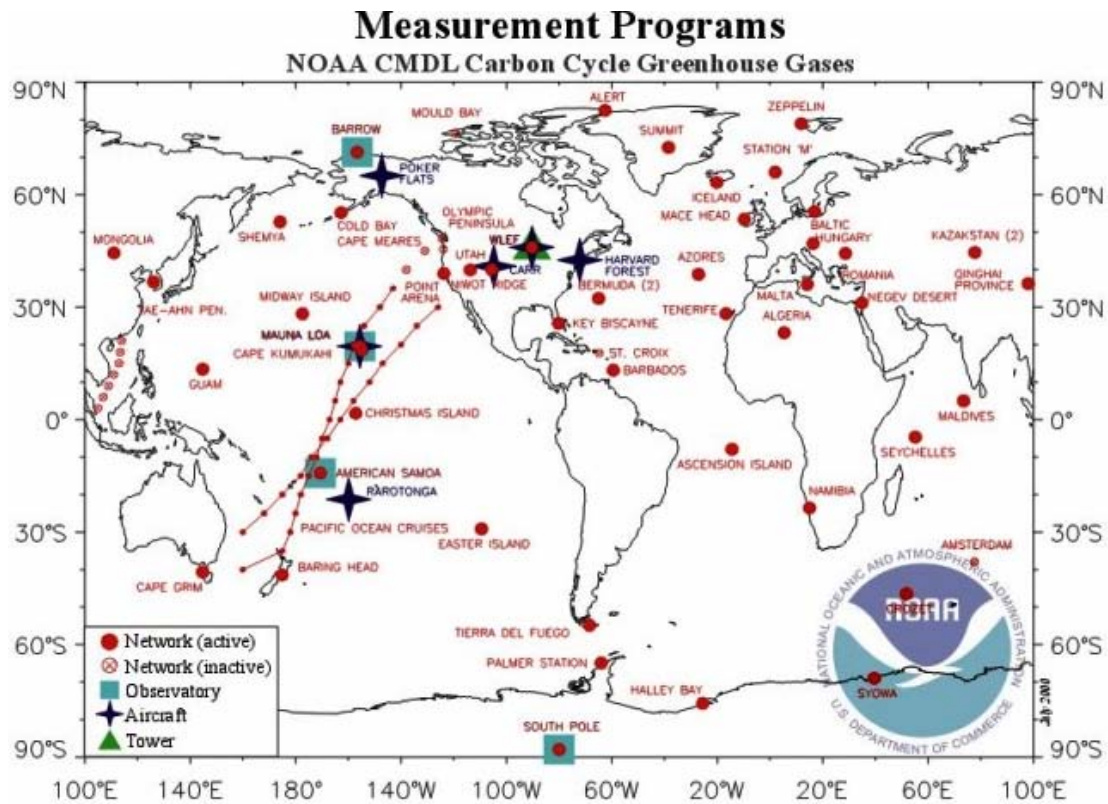 Measurement Programs
NOAA CMDL Carbon Cycle Greenhouse Gases
90°N
90°N
ALERT
ZEPPELIN
MOULD BAY
BARROW
SUMMIT
STATION 'M'
POKER
FLATS
60°N
60°N
ICELAND
OLYMPIC
PENINSULA
MACE HEAD
COLD BAY
SHEMYA
CAPE MEARES
BALTIC
MONGOLIA
WLEF
HUNGARY
KAZAKSTAN (2)
UTAH
HARVARD
FOREST
AZORES
CARR
ROMANIA
QINGHAI
PROVINCE
NIWOT RIDGE
POINT
ARENA
BERMUDA (2)
MALTA
NEGEV DESERT
MIDWAY ISLAND
TAE-AHN PEN.
30°N
30°N
TENERIFE
ALGERIA
KEY BISCAYNE
MAUNA LOA
CAPE KUMUKAHI
ST. CROIX
BARBADOS
GUAM
CHRISTMAS ISLAND
MALDIVES
0°
0°
SEYCHELLES
ASCENSION ISLAND
AMERICAN SAMOA
RAROTONGA
NAMIBIA
30°S
30°S
PACIFIC OCEAN CRUISES
EASTER ISLAND
AMSTERDAM
BARING HEAD
CAPE GRIM
NATIONAL OCEANIC AND ATMOSPHERIC ADMINISTRATION
NOAA
CROZET
TIERRA DEL FUEGO
60°S
60°S
PALMER STATION
HALLEY BAY
SYOWA
U.S. DEPARTMENT OF COMMERCE
July 2000
SOUTH POLE
Network (active)
Network (inactive)
Observatory
Aircraft
Tower
90°S
90°S
100°E
140°E
180°
140°W
100°W
60°W
20°W
20°E
60°E
100°E